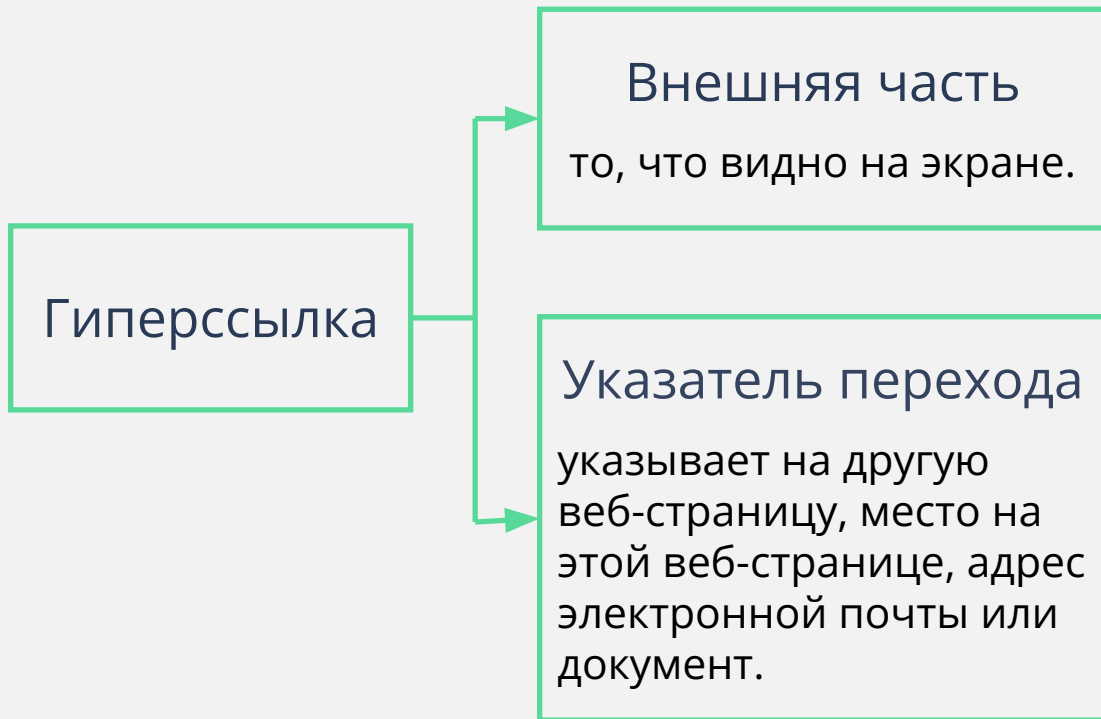 Внешняя часть
то, что видно на экране.
Гиперссылка
Указатель перехода
указывает на другую
веб-страницу, место на
этой веб-странице, адрес
электронной почты или
документ.